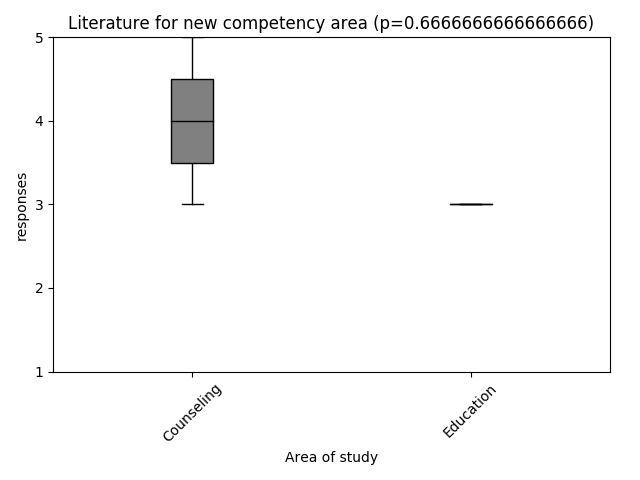 Literature for new competency area (p=0.6666666666666666)
5
4
3
2
1
responses
Counseling
Education
Area of study